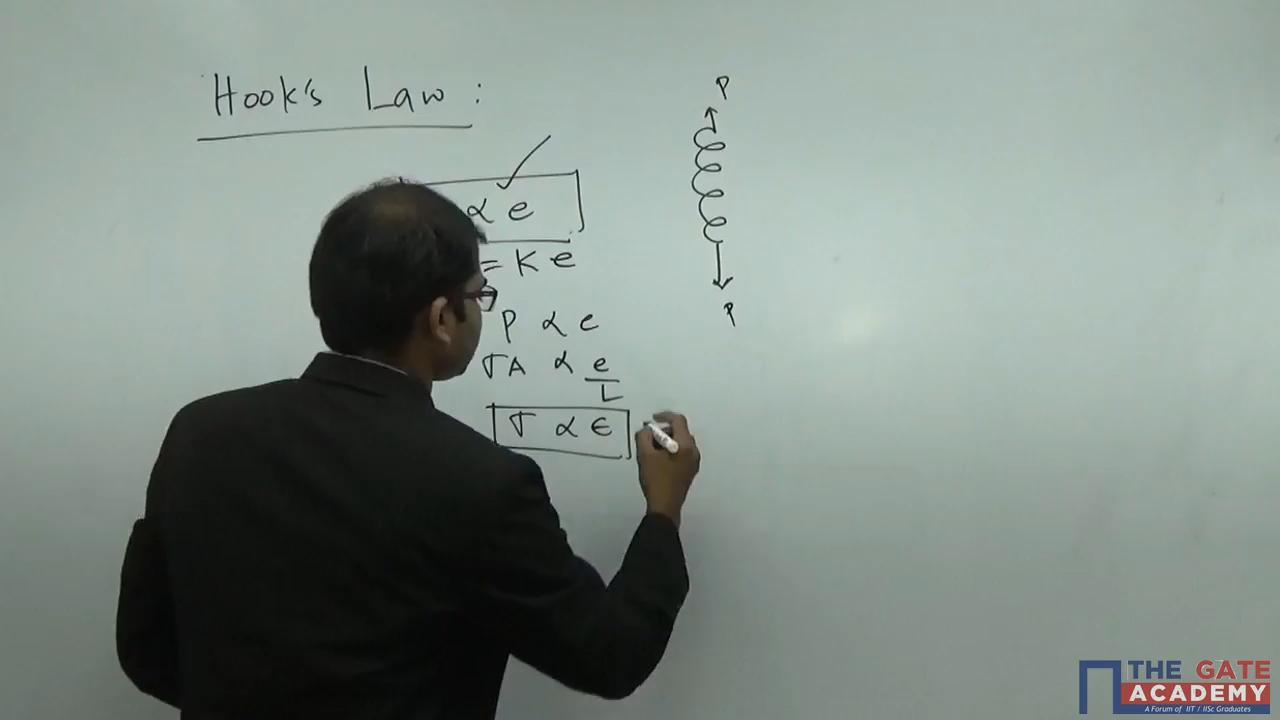 Hook's Law :
P
α e
= K e
P
P α e
σA α e/L
σ α ϵ
THE GATE
ACADEMY
A Forum of IIT / IISc Graduates